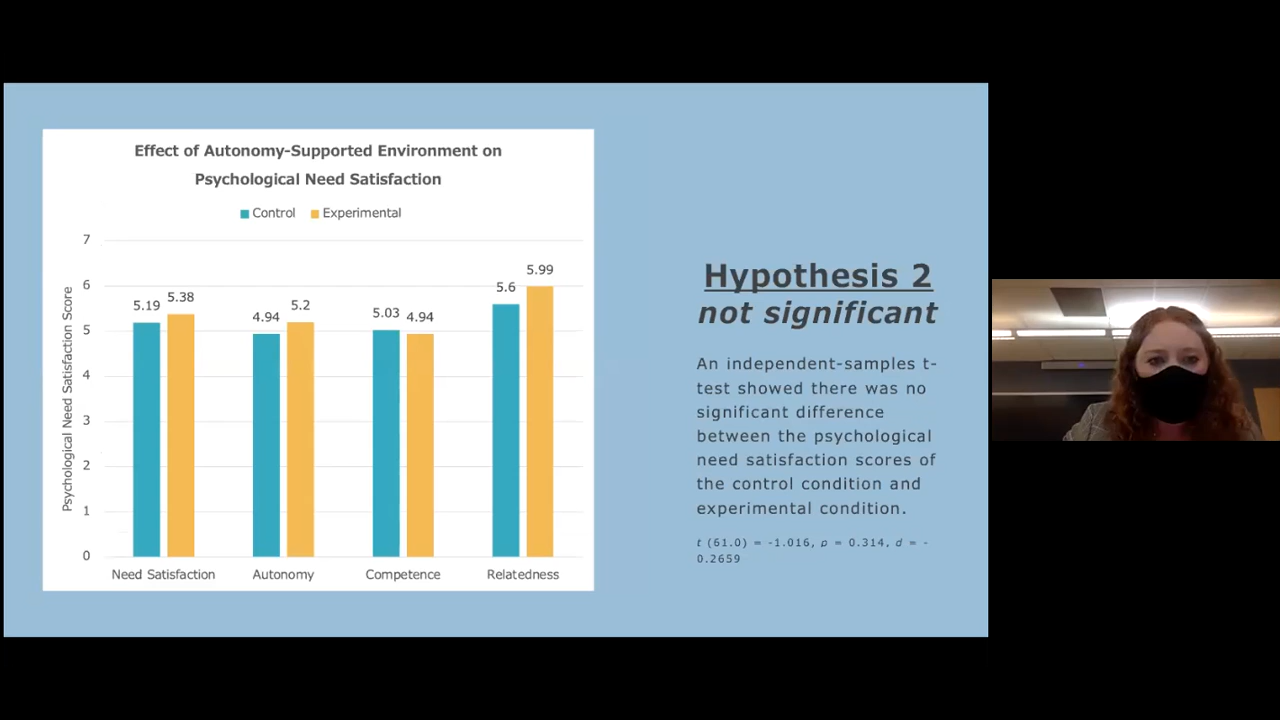 Effect of Autonomy-Supported Environment on
Psychological Need Satisfaction
Control Experimental
Psychological Need Satisfaction Score
7
6
5
4
3
2
1
0
5.19 5.38
4.94 5.2
5.03 4.94
5.6 5.99
Need Satisfaction Autonomy Competence Relatedness
Hypothesis 2
not significant
An independent-samples t-
test showed there was no
significant difference
between the psychological
need satisfaction scores of
the control condition and
experimental condition.
t (61.0) = -1.016, p = 0.314, d = -
0.2659